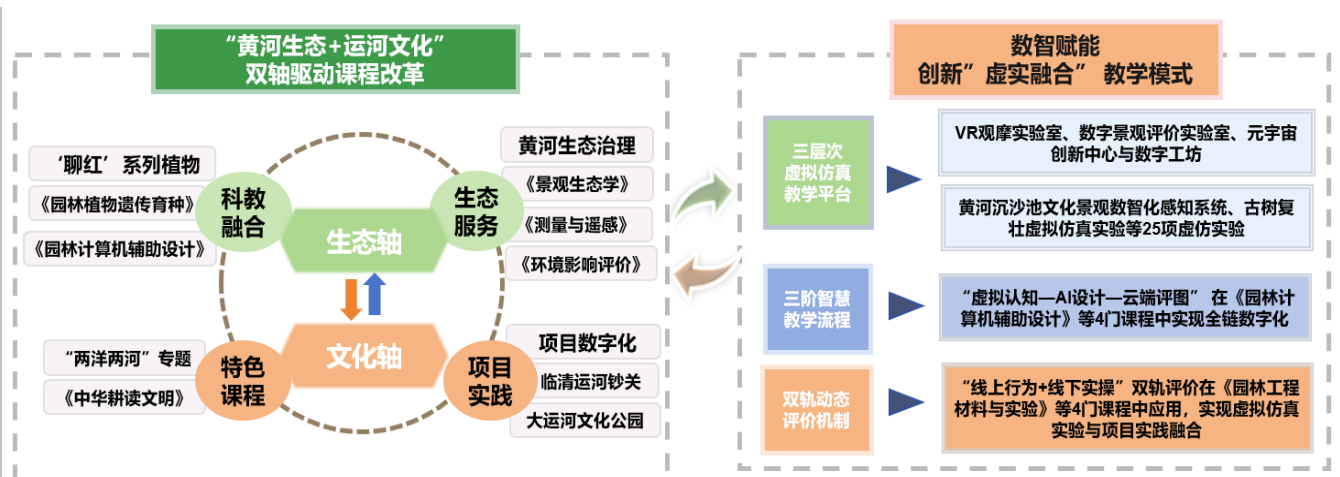 “黄河生态+运河文化”
双轴驱动课程改革
‘聊红’系列植物
《园林植物遗传育种》
《园林计算机辅助设计》
科教
融合
生态
服务
黄河生态治理
《景观生态学》
《测量与遥感》
《环境影响评价》
生态轴
文化轴
“两洋两河”专题
《中华耕读文明》
特色
课程
项目
实践
项目数字化
临清运河钞关
大运河文化公园
数智赋能
创新”虚实融合” 教学模式
三层次
虚拟仿真
教学平台
VR观摩实验室、数字景观评价实验室、元宇宙
创新中心与数字工坊
黄河沉沙池文化景观数智化感知系统、古树复
壮虚拟仿真实验等25项虚仿实验
三阶智慧
教学流程
“虚拟认知—AI设计—云端评图” 在《园林计
算机辅助设计》等4门课程中实现全链数字化
双轨动态
评价机制
“线上行为+线下实操”双轨评价在《园林工程
材料与实验》等4门课程中应用，实现虚拟仿真
实验与项目实践融合